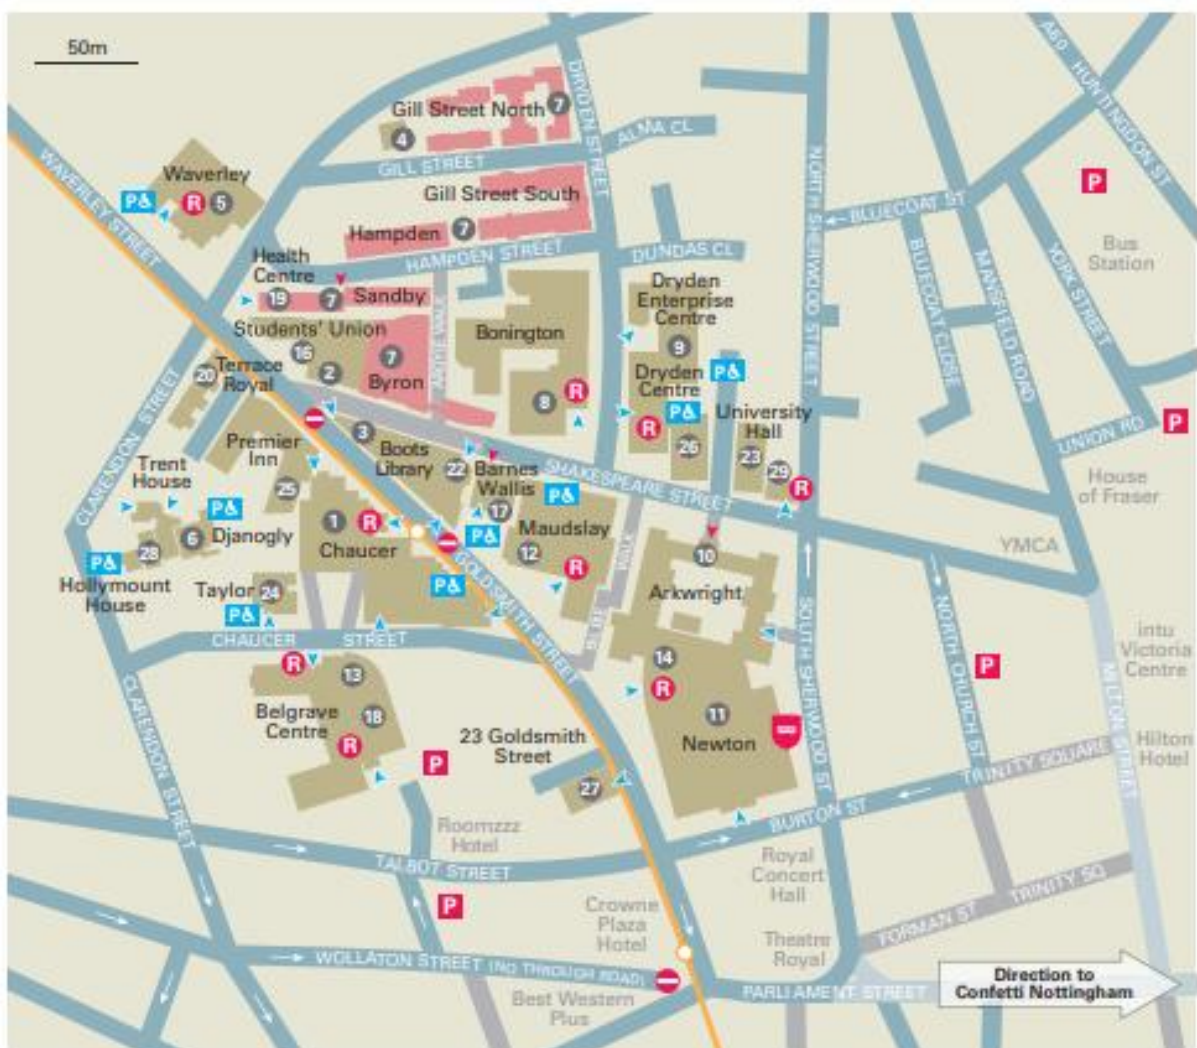 50m
DRYDEN STREET
A60 HUNTINGDON ST
Gill Street North
7
4
ALMA CL
GILL STREET
WAVERLEY STREET
Waverley
P
R
5
NORTH SHERWOOD STREET
P
Gill Street South
BLUECOAT ST
Hampden
7
HAMPDEN STREET
DUNDAS CL
Bus
Station
BLUECOAT CLOSE
MANSFIELD ROAD
YORK STREET
Health
Centre
19
7
Sandby
Dryden
Enterprise
Centre
9
Students' Union
16
2
7
Byron
Bonington
8
R
20
Terrace
Royal
Dryden
Centre
P
P
R
26
University
Hall
23
29
R
P
UNION RD
CLARENDON STREET
Premier
Inn
25
3
Boots
Library
22
Barnes
Wallis
17
SHAKESPEARE STREET
House
of Fraser
Trent
House
P
P
Maudslay
12
R
WALK
6
Djanogly
28
1
R
Chaucer
P
10
Arkwright
YMCA
P
Hollymount
House
Taylor
24
P
P
GOLDSMITH STREET
NORTH CHURCH ST
intu
Victoria
Centre
CHAUCER STREET
R
13
14
R
SOUTH SHERWOOD ST
P
MILTON STREET
Belgrave
Centre
18
R
11
Newton
CLARENDON STREET
23 Goldsmith
Street
27
P
Hilton
Hotel
TRINITY SQUARE
BURTON ST
Roomzzz
Hotel
TALBOT STREET
Royal
Concert
Hall
P
TRINITY SQ
FORMAN ST
Crowne
Plaza
Hotel
Theatre
Royal
WOLLATON STREET (NO THROUGH ROAD)
Best Western
Plus
PARLIAMENT STREET
Direction to
Confetti Nottingham